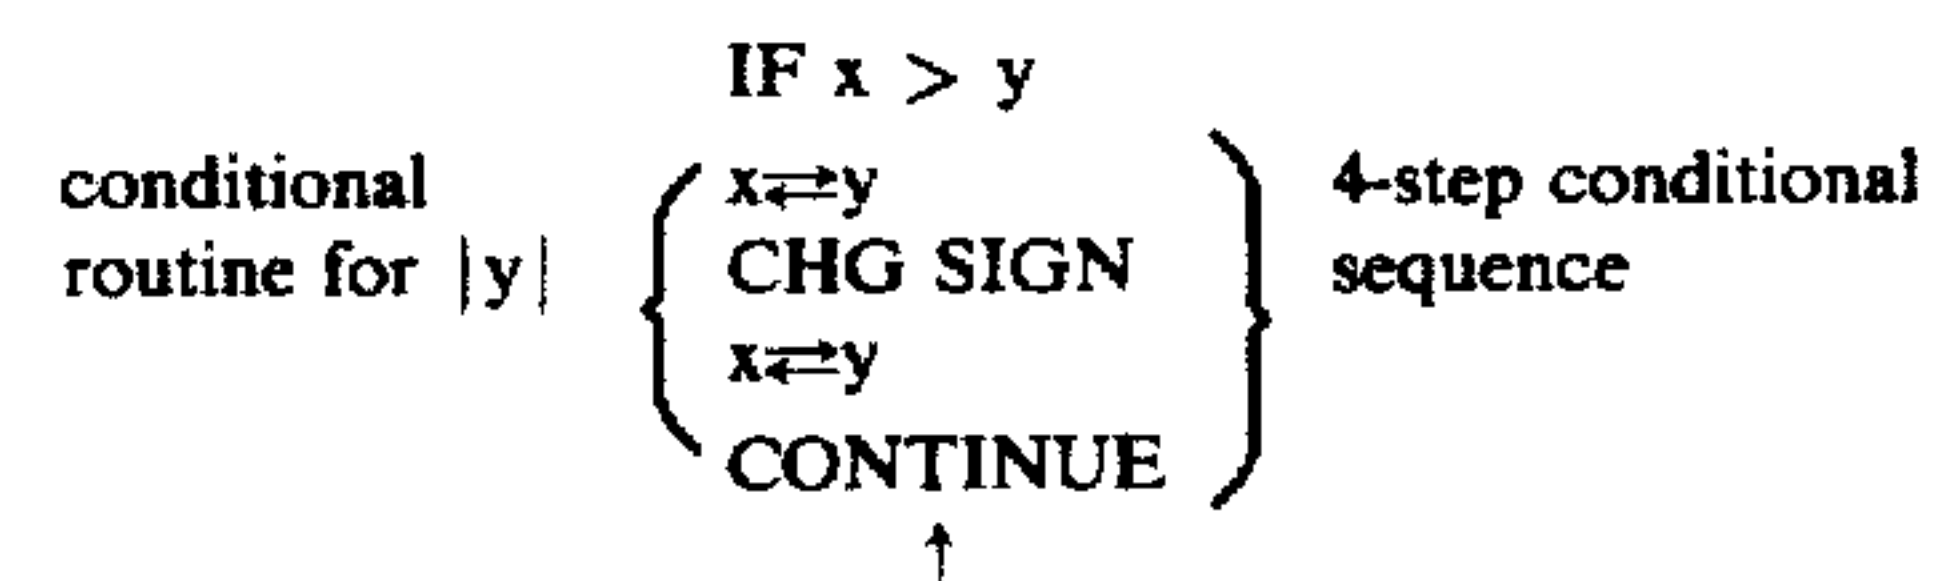 IF x > y
conditional
routine for |y|
x⇄y
CHG SIGN
x⇄y
CONTINUE
↑
4-step conditional
sequence